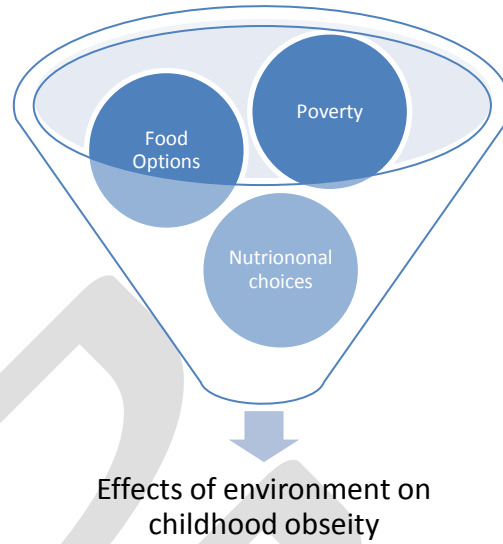 Food
Options
Poverty
Nutriononal
choices
Effects of environment on
childhood obseity